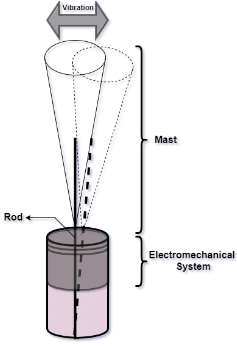 Vibration
Mast
Rod
Electromechanical
System